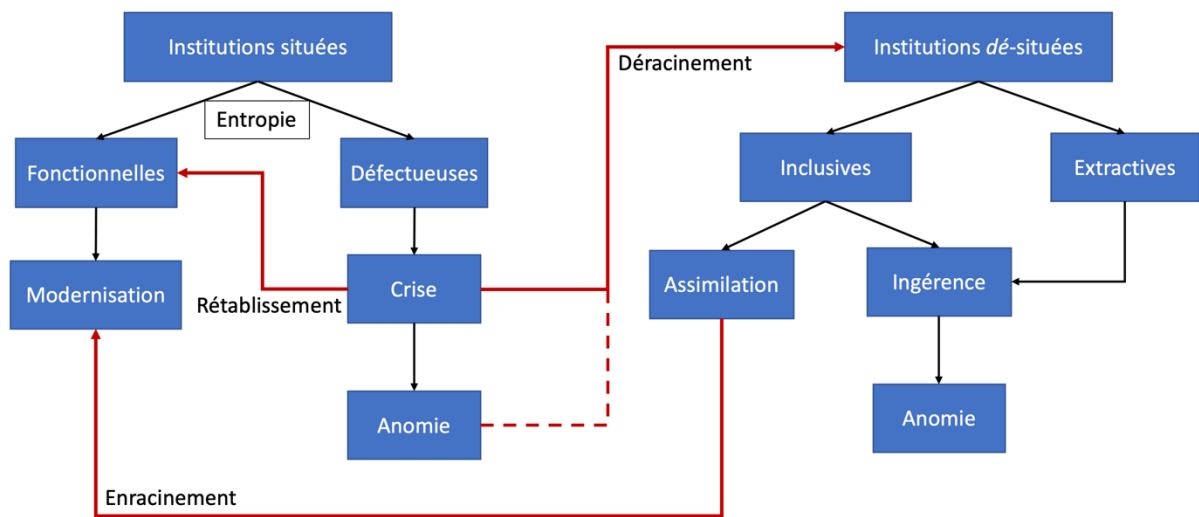 Institutions situées
Institutions dé-situées
Déracinement
Entropie
Fonctionnelles
Défectueuses
Inclusives
Extractives
Modernisation
Rétablissement
Crise
Assimilation
Ingérence
Anomie
Anomie
Enracinement